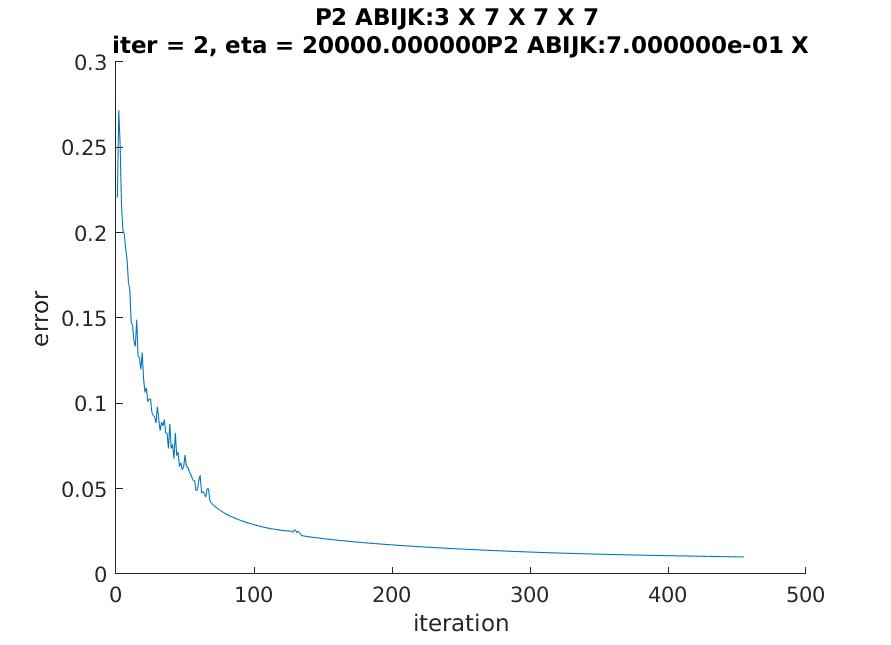 P2 ABIJK:3 X 7 X 7 X 7
iter = 2, eta = 20000.000000P2 ABIJK:7.000000e-01 X
0.3
0.25
0.2
0.15
0.1
0.05
0
error
0 100 200 300 400 500
iteration